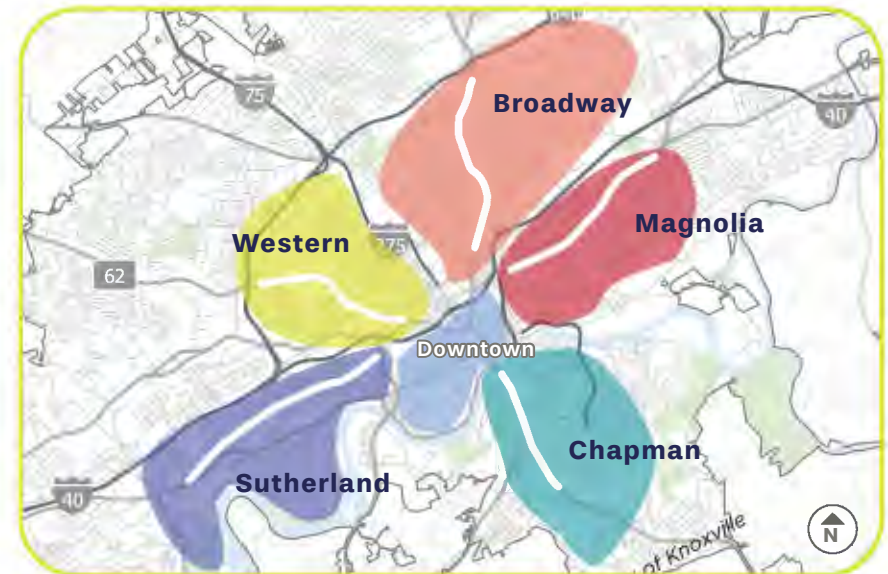 Broadway
75
40
Magnolia
Western
275
62
Downtown
Chapman
Sutherland
40
of Knoxville
N